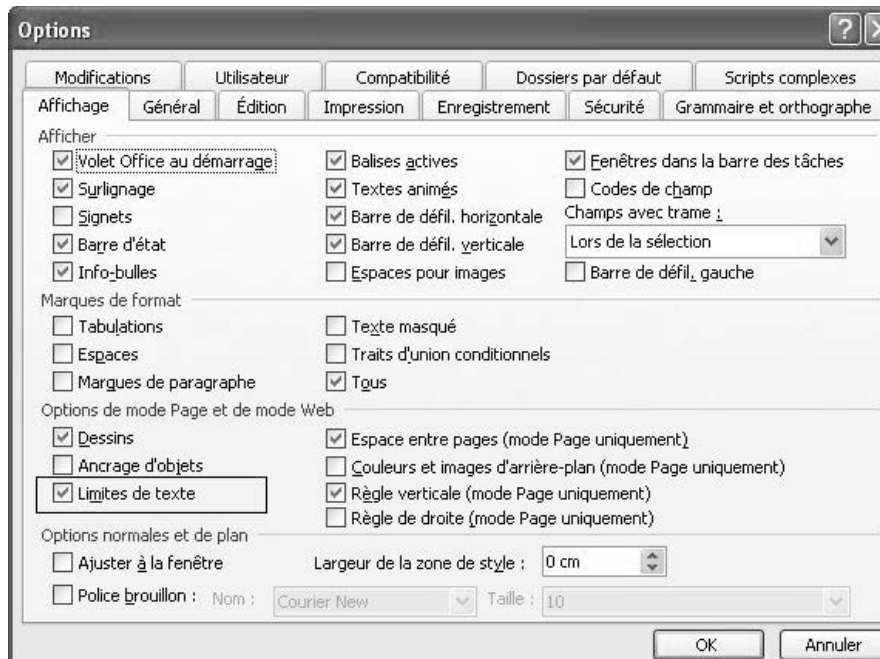 Options
Modifications Utilisateur Compatibilité Dossiers par défaut Scripts complexes
Affichage Général Édition Impression Enregistrement Sécurité Grammaire et orthographe
Afficher
Volet Office au démarrage Balises actives Fenêtres dans la barre des tâches
Surlignage Textes animés Codes de champ
Signets Barre de défil. horizontale Champs avec trame :
Barre d'état Barre de défil. verticale Lors de la sélection
Info-bulles Espaces pour images Barre de défil. gauche
Marques de format
Tabulations Texte masqué
Espaces Traits d'union conditionnels
Marques de paragraphe Tous
Options de mode Page et de mode Web
Dessins Espace entre pages (mode Page uniquement)
Ancrage d'objets Couleurs et images d'arrière-plan (mode Page uniquement)
Limites de texte Règle verticale (mode Page uniquement)
Règle de droite (mode Page uniquement)
Options normales et de plan
Ajuster à la fenêtre Largeur de la zone de style : 0 cm
Police brouillon : Nom : Courier New Taille : 10
OK Annuler